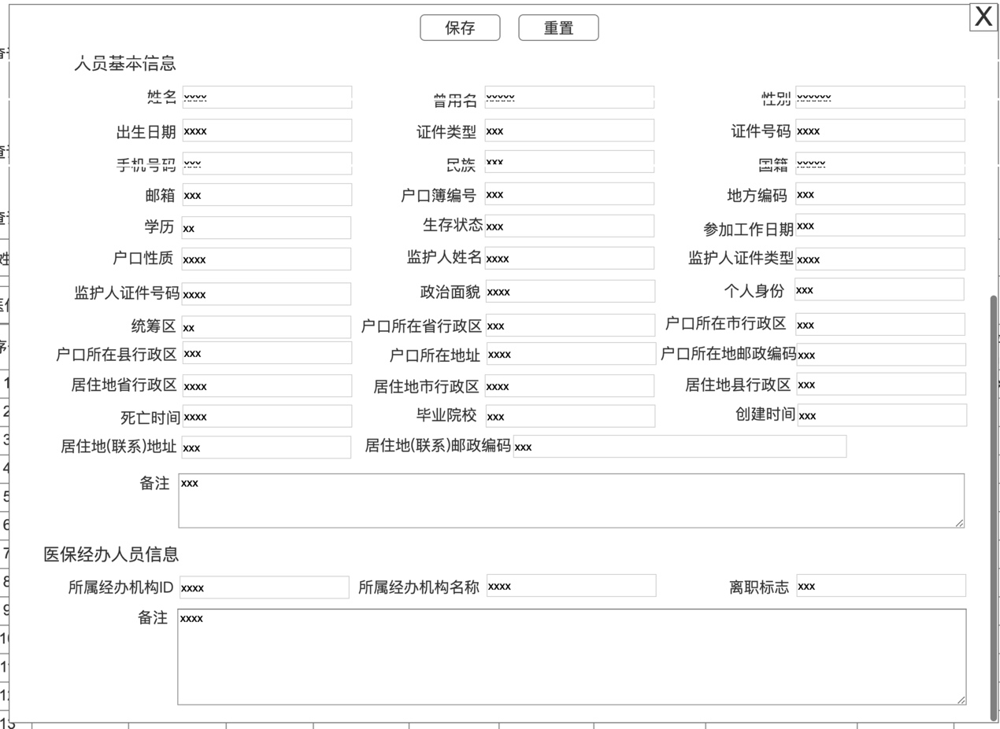 保存 重置 X
人员基本信息
姓名 xxxx 曾用名 xxxxx 性别 xxxxxx
出生日期 xxxx 证件类型 xxx 证件号码 xxxx
手机号码 xxx 民族 xxx 国籍 xxxxx
邮箱 xxx 户口簿编号 xxx 地方编码 xxx
学历 xx 生存状态 xxx 参加工作日期 xxx
户口性质 xxxx 监护人姓名 xxxx 监护人证件类型 xxxx
监护人证件号码 xxxx 政治面貌 xxxx 个人身份 xxx
统筹区 xx 户口所在省行政区 xxx 户口所在市行政区 xxx
户口所在县行政区 xxx 户口所在地址 xxxx 户口所在地邮政编码 xxx
居住地省行政区 xxxx 居住地市行政区 xxxx 居住地县行政区 xxx
死亡时间 xxxx 毕业院校 xxx 创建时间 xxx
居住地(联系)地址 xxx 居住地(联系)邮政编码 xxx
备注 xxx
医保经办人员信息
所属经办机构ID xxxx 所属经办机构名称 xxxx 离职标志 xxx
备注 xxxx
1
2
3
4
5
6
7
8
9
13